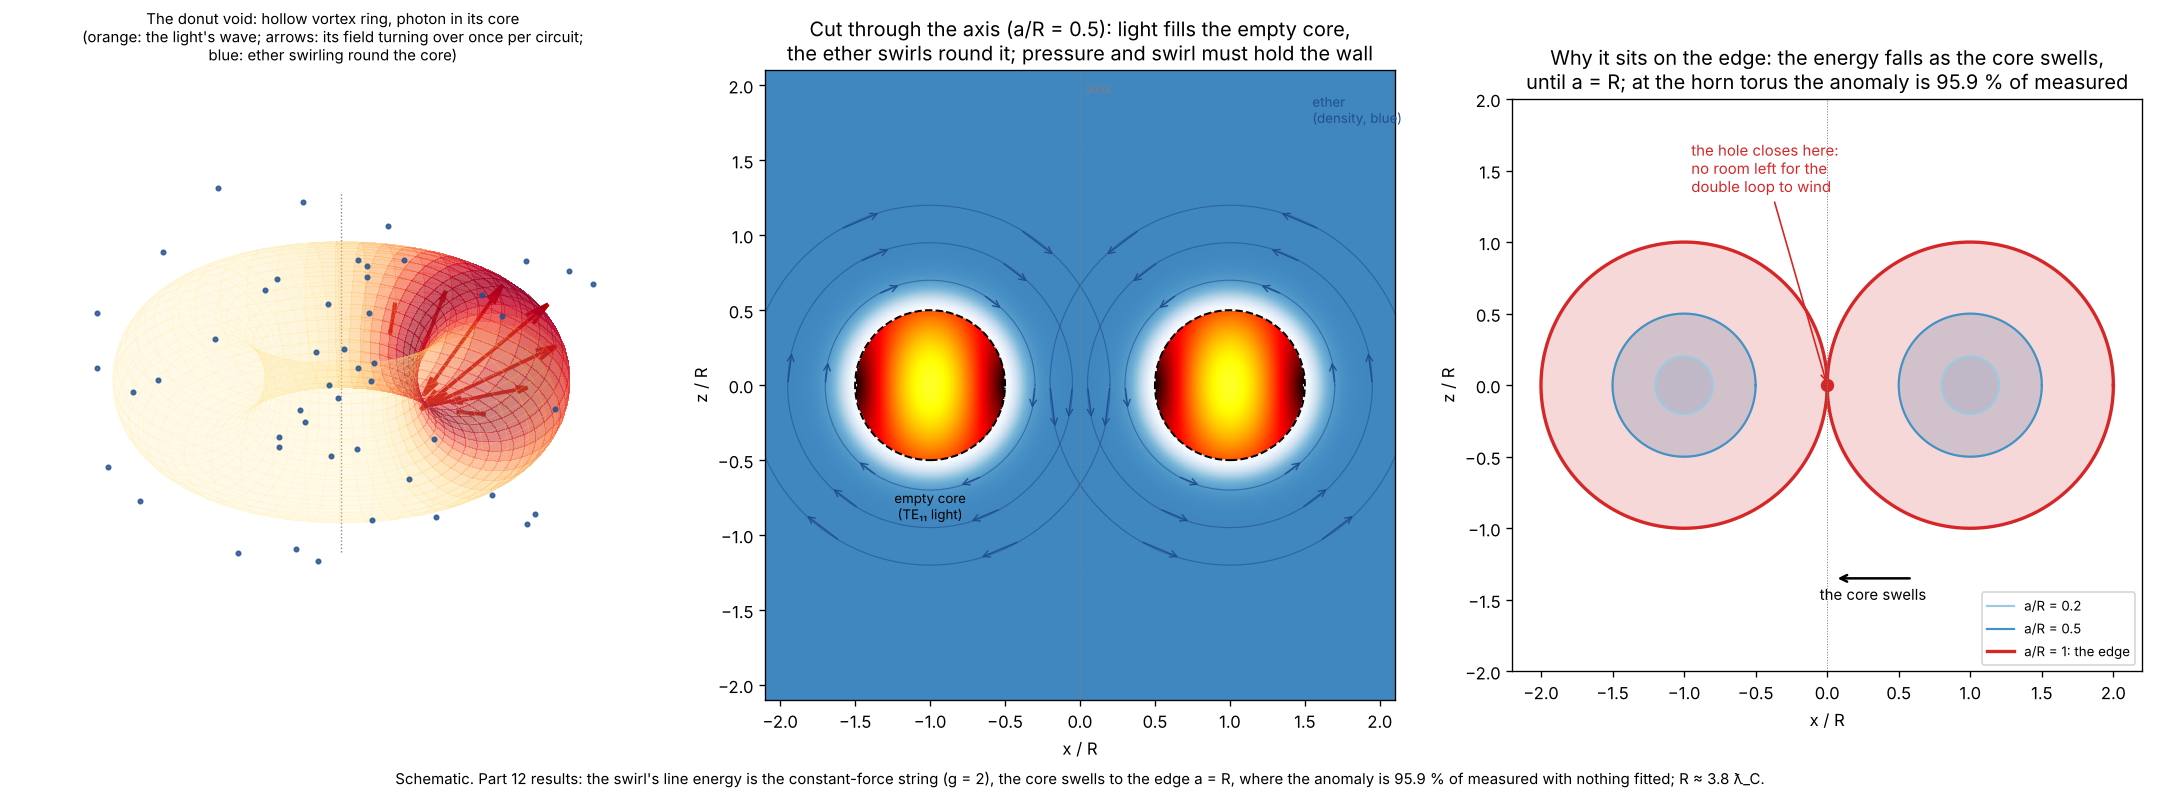 The donut void: hollow vortex ring, photon in its core
(orange: the light's wave; arrows: its field turning over once per circuit;
blue: ether swirling round the core)
Cut through the axis (a/R = 0.5): light fills the empty core,
the ether swirls round it; pressure and swirl must hold the wall
axis
ether
(density, blue)
empty core
(TE₁₁ light)
2.0
1.5
1.0
0.5
0.0
−0.5
−1.0
−1.5
−2.0
z / R
−2.0 −1.5 −1.0 −0.5 0.0 0.5 1.0 1.5 2.0
x / R
Why it sits on the edge: the energy falls as the core swells,
until a = R; at the horn torus the anomaly is 95.9 % of measured
the hole closes here:
no room left for the
double loop to wind
the core swells
a/R = 0.2
a/R = 0.5
a/R = 1: the edge
2.0
1.5
1.0
0.5
0.0
−0.5
−1.0
−1.5
−2.0
z / R
−2.0 −1.5 −1.0 −0.5 0.0 0.5 1.0 1.5 2.0
x / R
Schematic. Part 12 results: the swirl's line energy is the constant-force string (g = 2), the core swells to the edge a = R, where the anomaly is 95.9 % of measured with nothing fitted; R ≈ 3.8 ƛ_C.